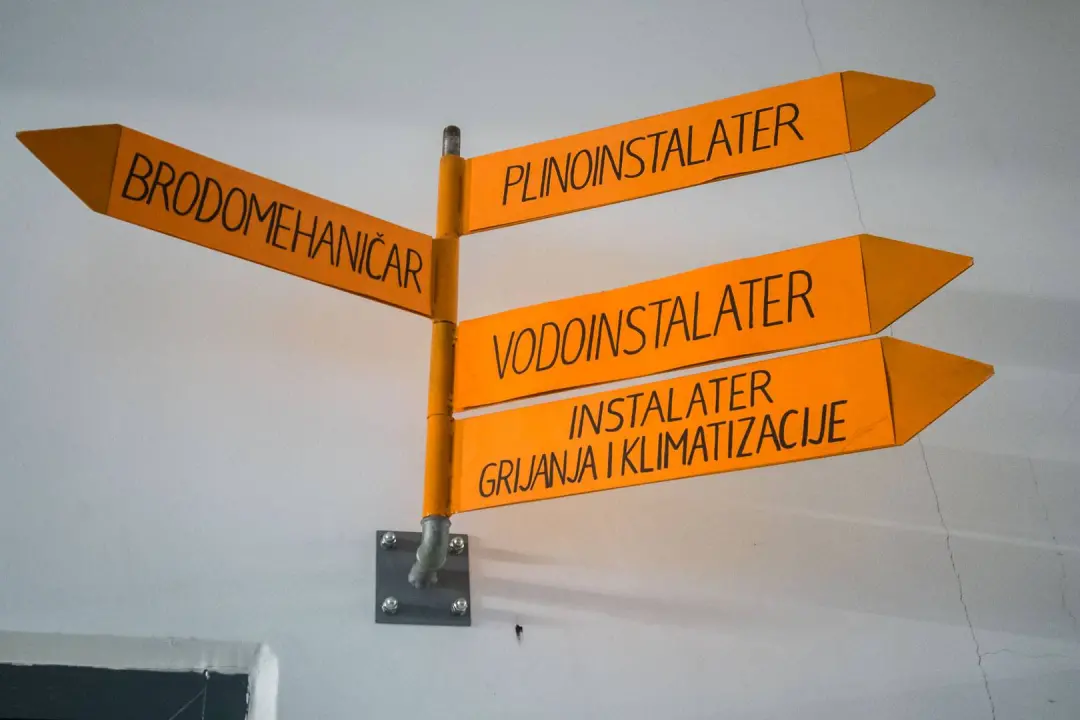 BRODOMEHANIČAR
PLINOINSTALATER
VODOINSTALATER
INSTALATER
GRIJANJA I KLIMATIZACIJE